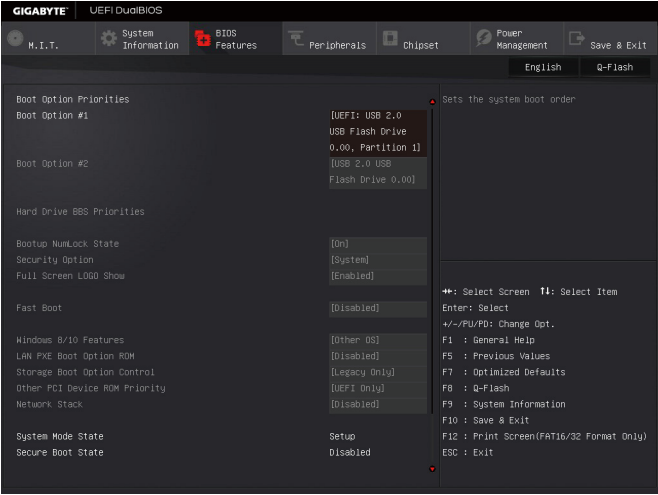 GIGABYTE™ UEFI DualBIOS
M.I.T.
System Information
BIOS Features
Peripherals
Chipset
Power Management
Save & Exit
English Q-Flash
Boot Option Priorities
Boot Option #1 [UEFI: USB 2.0
USB Flash Drive
0.00, Partition 1]
Boot Option #2 [USB 2.0 USB
Flash Drive 0.00]
Hard Drive BBS Priorities
Bootup NumLock State [On]
Security Option [System]
Full Screen LOGO Show [Enabled]
Fast Boot [Disabled]
Windows 8/10 Features [Other OS]
LAN PXE Boot Option ROM [Disabled]
Storage Boot Option Control [Legacy Only]
Other PCI Device ROM Priority [UEFI Only]
Network Stack [Disabled]
System Mode State Setup
Secure Boot State Disabled
Sets the system boot order
→←: Select Screen ↑↓: Select Item
Enter: Select
+/-/PU/PD: Change Opt.
F1 : General Help
F5 : Previous Values
F7 : Optimized Defaults
F8 : Q-Flash
F9 : System Information
F10 : Save & Exit
F12 : Print Screen(FAT16/32 Format Only)
ESC : Exit